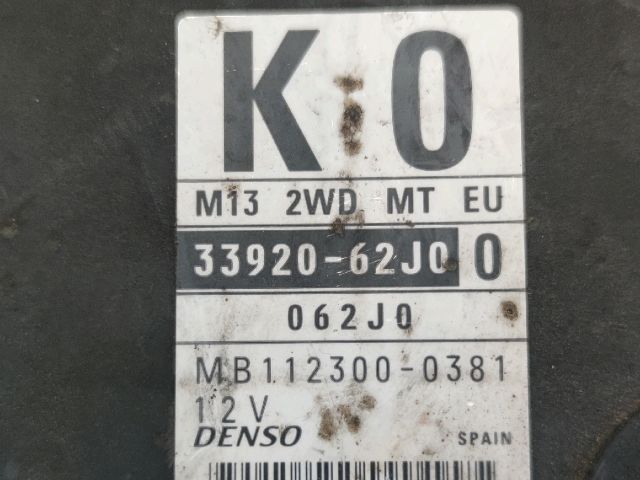 K0
M13 2WD MT EU
33920-62J0 0
062J0
MB112300-0381
12V
DENSO SPAIN